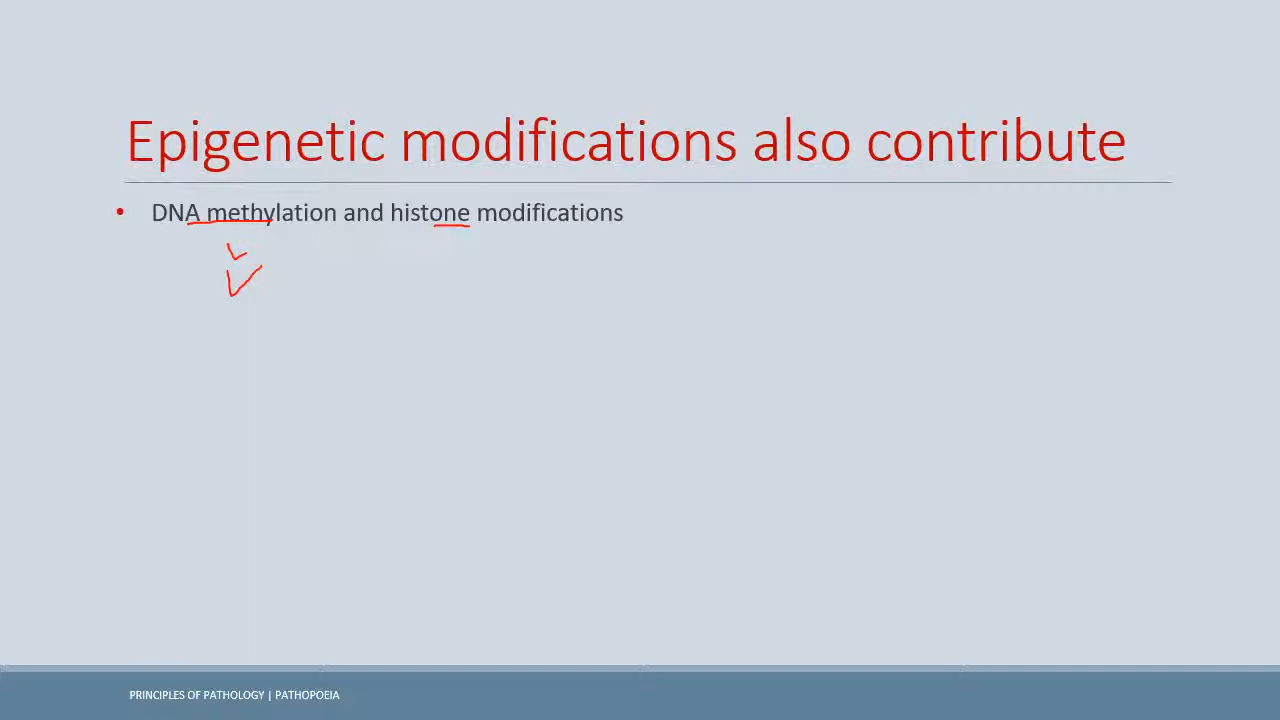 Epigenetic modifications also contribute
• DNA methylation and histone modifications
PRINCIPLES OF PATHOLOGY | PATHOPOEIA